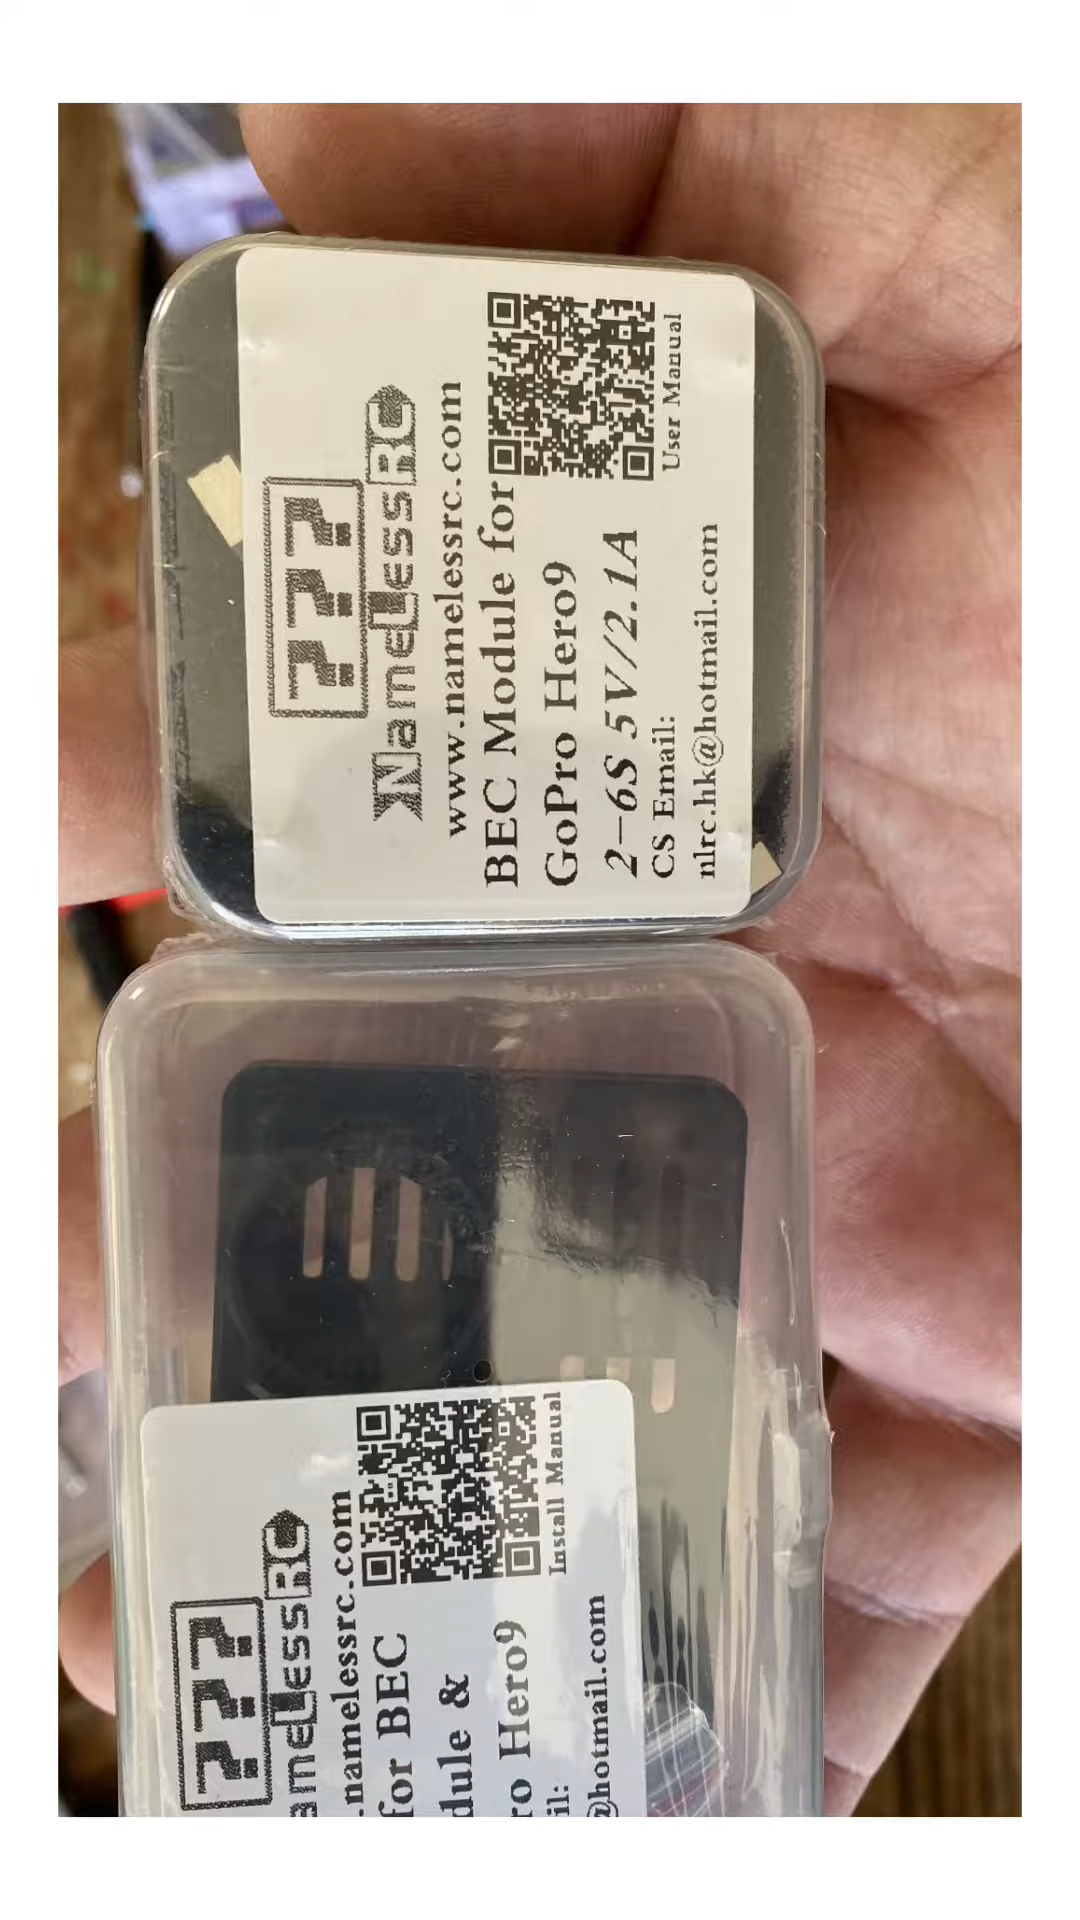 ???
NameLessRC
www.namelessrc.com
BEC Module for
GoPro Hero9
2-6S 5V/2.1A
CS Email:
nlrc.hk@hotmail.com
User Manual
???
ameLessRC
.namelessrc.com
for BEC
dule &
ro Hero9
il:
@hotmail.com
Install Manual